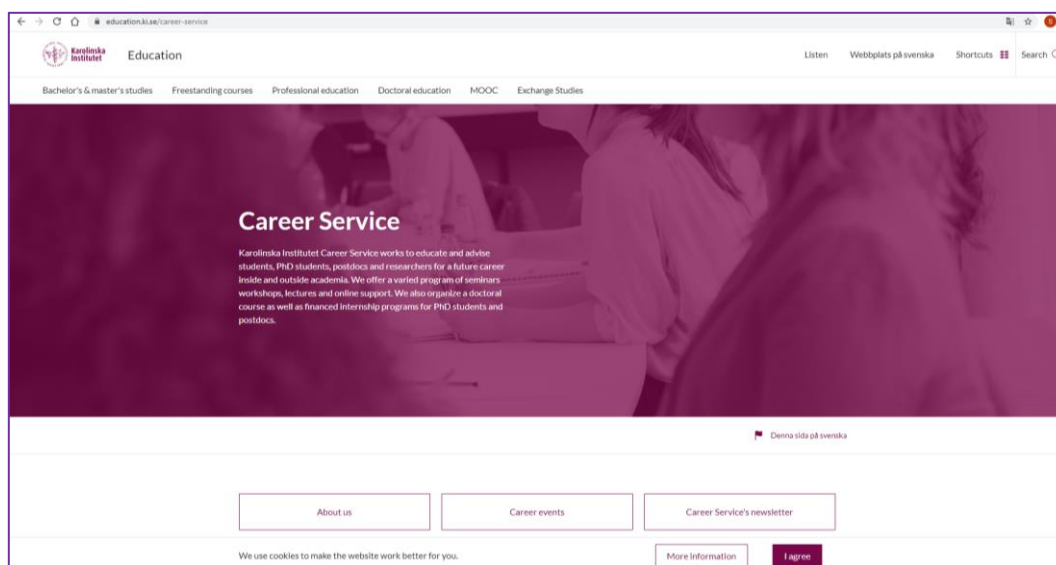 education.ki.se/career-service
Karolinska
Institutet
Education
Listen
Webbplats på svenska
Shortcuts
Search
Bachelor's & master's studies
Freestanding courses
Professional education
Doctoral education
MOOC
Exchange Studies
Career Service
Karolinska Institutet Career Service works to educate and advise
students, PhD students, postdocs and researchers for a future career
inside and outside academia. We offer a varied program of seminars
workshops, lectures and online support. We also organize a doctoral
course as well as financed internship programs for PhD students and
postdocs.
Denna sida på svenska
About us
Career events
Career Service's newsletter
We use cookies to make the website work better for you.
More information
I agree